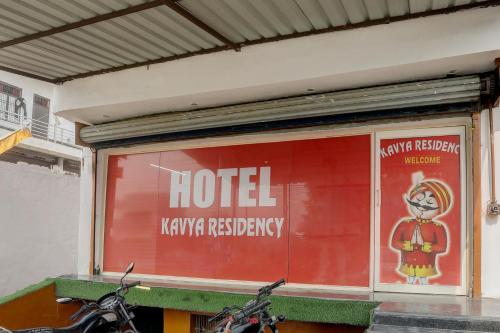 HOTEL
KAVYA RESIDENCY
KAVYA RESIDENC
WELCOME